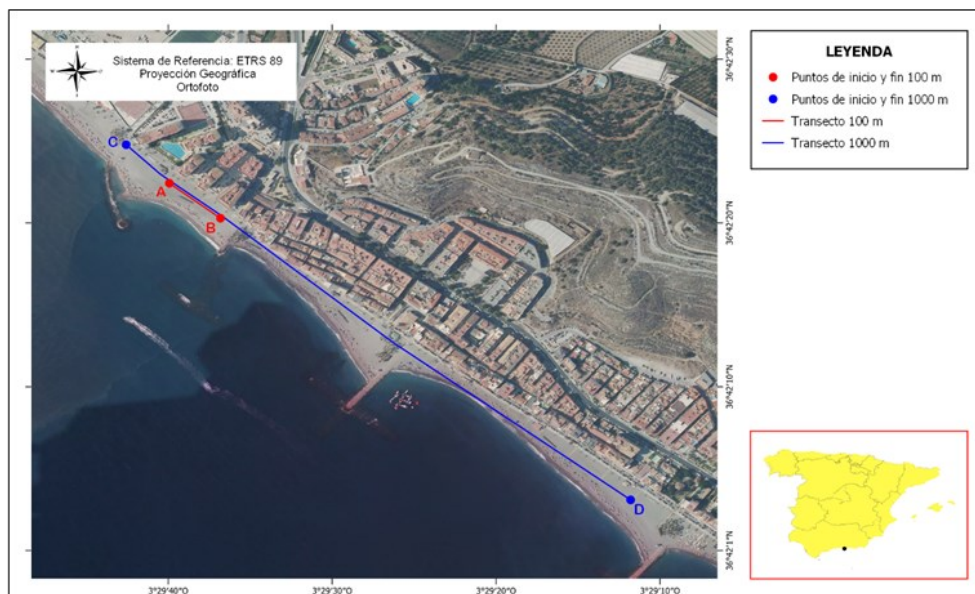 Sistema de Referencia: ETRS 89
Proyección Geográfica
Ortofoto
N
C
A
B
D
36°42'30"N
36°42'20"N
36°42'10"N
36°42'1"N
3°29'40"W
3°29'30"W
3°29'20"W
3°29'10"W
LEYENDA
Puntos de inicio y fin 100 m
Puntos de inicio y fin 1000 m
Transecto 100 m
Transecto 1000 m